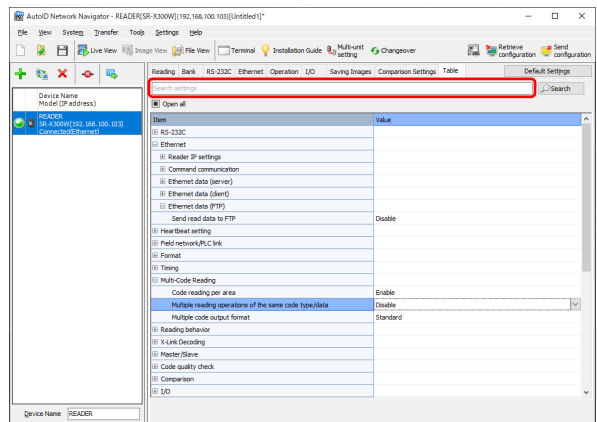 AutoID Network Navigator - READER[SR-X300W](192.168.100.103)[Untitled1]*
File View System Transfer Tools Settings Help
Live View Image View File View Terminal Installation Guide Multi-unit setting Changeover Retrieve configuration Send configuration
Reading Bank RS-232C Ethernet Operation I/O Saving Images Comparison Settings Table Default Settings
Search settings Search
Open all
Device Name
Model (IP address)
READER
SR-X300W(192.168.100.103)
Connected(Ethernet)
Item Value
RS-232C
Ethernet
Reader IP settings
Command communication
Ethernet data (server)
Ethernet data (client)
Ethernet data (FTP)
Send read data to FTP Disable
Heartbeat setting
Field network/PLC link
Format
Timing
Multi-Code Reading
Code reading per area Enable
Multiple reading operations of the same code type/data Disable
Multiple code output format Standard
Reading behavior
X-Link Decoding
Master/Slave
Code quality check
Comparison
I/O
Device Name READER